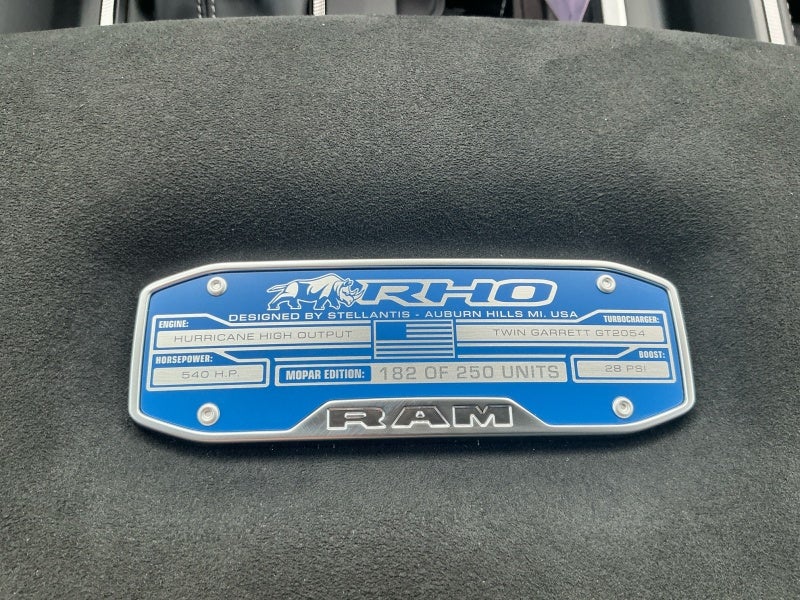 RHO
DESIGNED BY STELLANTIS - AUBURN HILLS MI. USA
ENGINE:
HURRICANE HIGH OUTPUT
TURBOCHARGER:
TWIN GARRETT GT2054
HORSEPOWER:
540 H.P.
MOPAR EDITION: 182 OF 250 UNITS
BOOST:
28 PSI
RAM